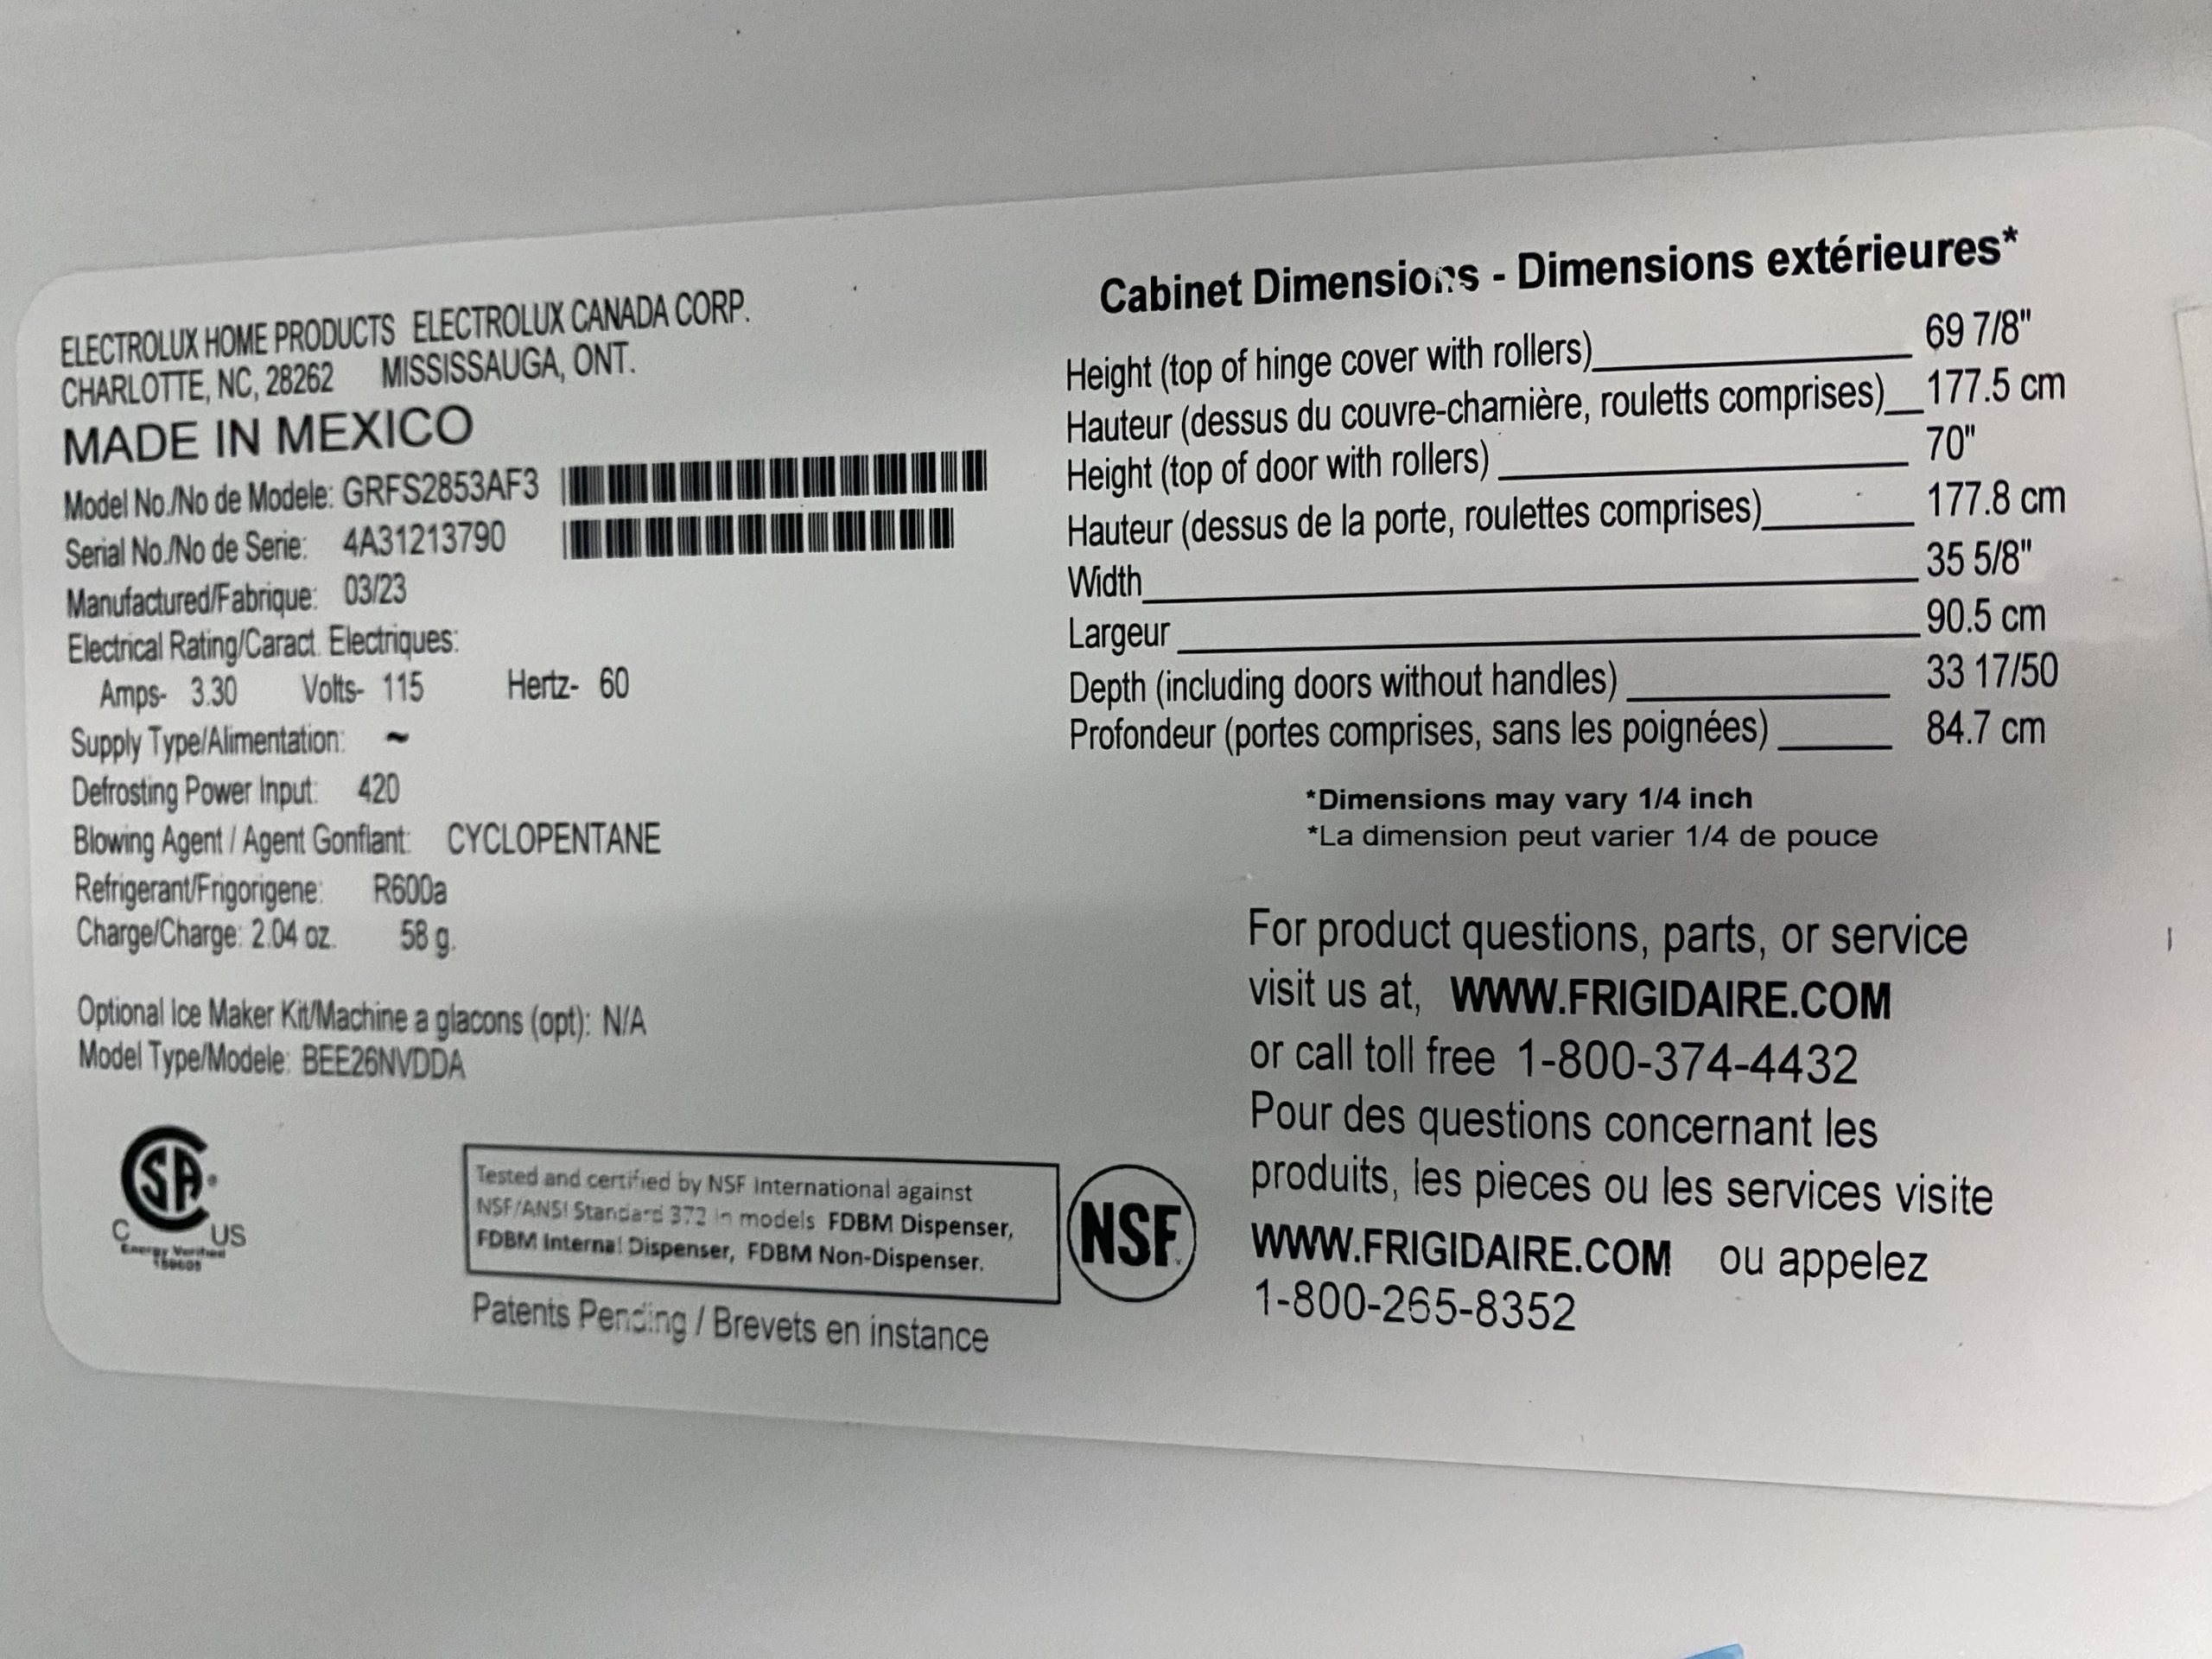 ELECTROLUX HOME PRODUCTS ELECTROLUX CANADA CORP.
CHARLOTTE, NC, 28262 MISSISSAUGA, ONT.
MADE IN MEXICO
Model No./No de Modele: GRFS2853AF3
Serial No./No de Serie: 4A31213790
Manufactured/Fabrique: 03/23
Electrical Rating/Caract. Electriques:
Amps- 3.30 Volts- 115 Hertz- 60
Supply Type/Alimentation: ~
Defrosting Power Input: 420
Blowing Agent / Agent Gonflant: CYCLOPENTANE
Refrigerant/Frigorigene: R600a
Charge/Charge: 2.04 oz. 58 g.
Optional Ice Maker Kit/Machine a glacons (opt): N/A
Model Type/Modele: BEE26NVDDA
SA
C US
Energy Verified
Tested and certified by NSF International against
NSF/ANSI Standard 372 in models FDBM Dispenser,
FDBM Internal Dispenser, FDBM Non-Dispenser.
NSF
Patents Pending / Brevets en instance
Cabinet Dimensions - Dimensions extérieures*
Height (top of hinge cover with rollers) 69 7/8"
Hauteur (dessus du couvre-charnière, rouletts comprises) 177.5 cm
Height (top of door with rollers) 70"
Hauteur (dessus de la porte, roulettes comprises) 177.8 cm
Width 35 5/8"
Largeur 90.5 cm
Depth (including doors without handles) 33 17/50
Profondeur (portes comprises, sans les poignées) 84.7 cm
*Dimensions may vary 1/4 inch
*La dimension peut varier 1/4 de pouce
For product questions, parts, or service
visit us at, WWW.FRIGIDAIRE.COM
or call toll free 1-800-374-4432
Pour des questions concernant les
produits, les pieces ou les services visite
WWW.FRIGIDAIRE.COM ou appelez
1-800-265-8352